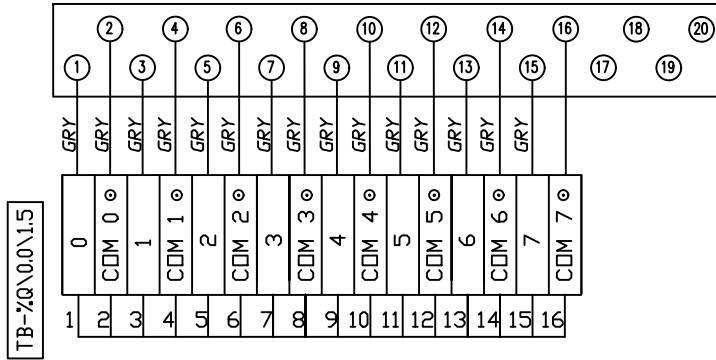 2 4 6 8 10 12 14 16 18 20
1 3 5 7 9 11 13 15 17 19
GRY GRY GRY GRY GRY GRY GRY GRY GRY GRY GRY GRY GRY GRY GRY
0 COM 0 1 COM 1 2 COM 2 3 COM 3 4 COM 4 5 COM 5 6 COM 6 7 COM 7
1 2 3 4 5 6 7 8 9 10 11 12 13 14 15 16
TB-%Q\0.0\1.5